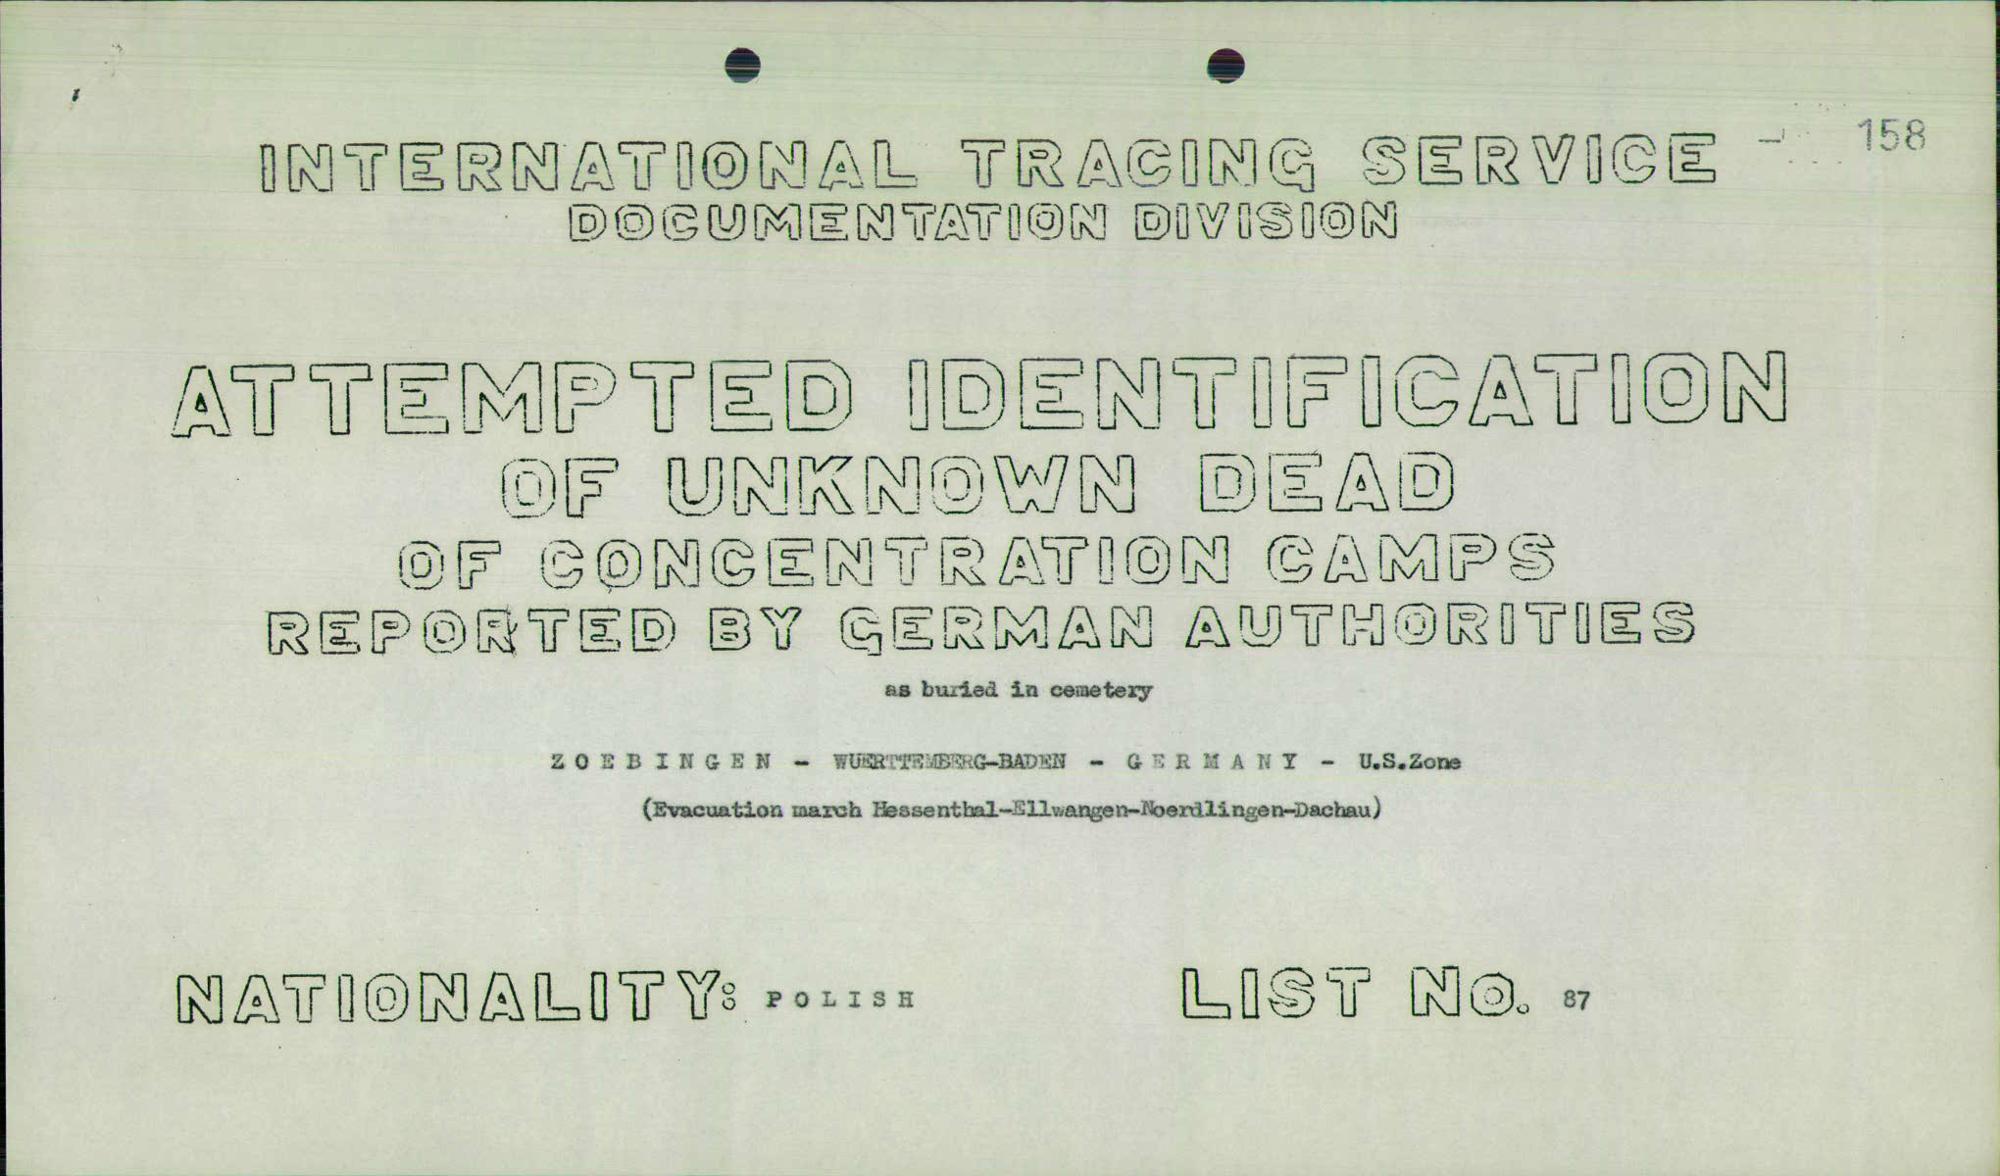 158
INTERNATIONAL TRACING SERVICE
DOCUMENTATION DIVISION
ATTEMPTED IDENTIFICATION
OF UNKNOWN DEAD
OF CONCENTRATION CAMPS
REPORTED BY GERMAN AUTHORITIES
as buried in cemetery
ZOEBINGEN - WUERTTEMBERG-BADEN - GERMANY - U.S.Zone
(Evacuation march Hessenthal-Ellwangen-Noerdlingen-Dachau)
NATIONALITY: POLISH LIST No. 87